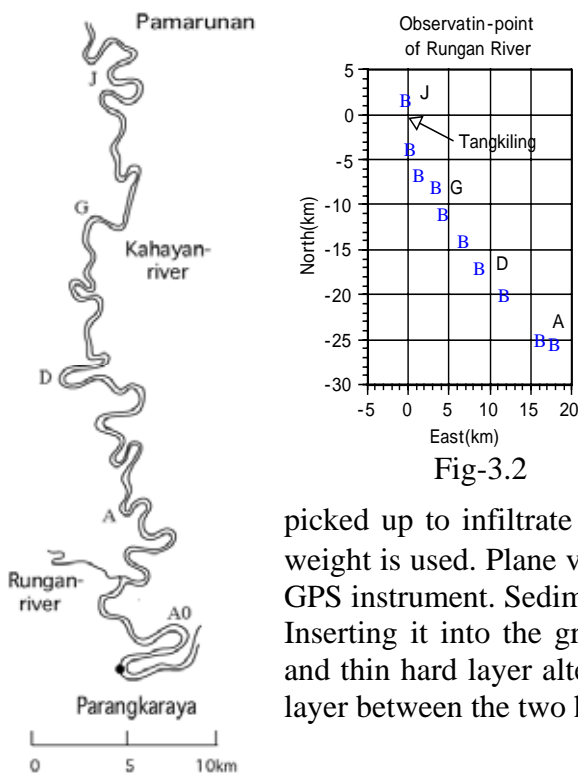 Pamarunan
J
G
Kahayan-
river
D
A
Rungan-
river
A0
Parangkaraya
0 5 10km
Observatin-point
of Rungan River
5
0
-5
-10
-15
-20
-25
-30
North(km)
B J
Tangkiling
B
B
B G
B
B
B D
B
A
B B
-5 0 5 10 15 20
East(km)
Fig-3.2
picked up to infiltrate
weight is used. Plane v
GPS instrument. Sedim
Inserting it into the gr
and thin hard layer alte
layer between the two l